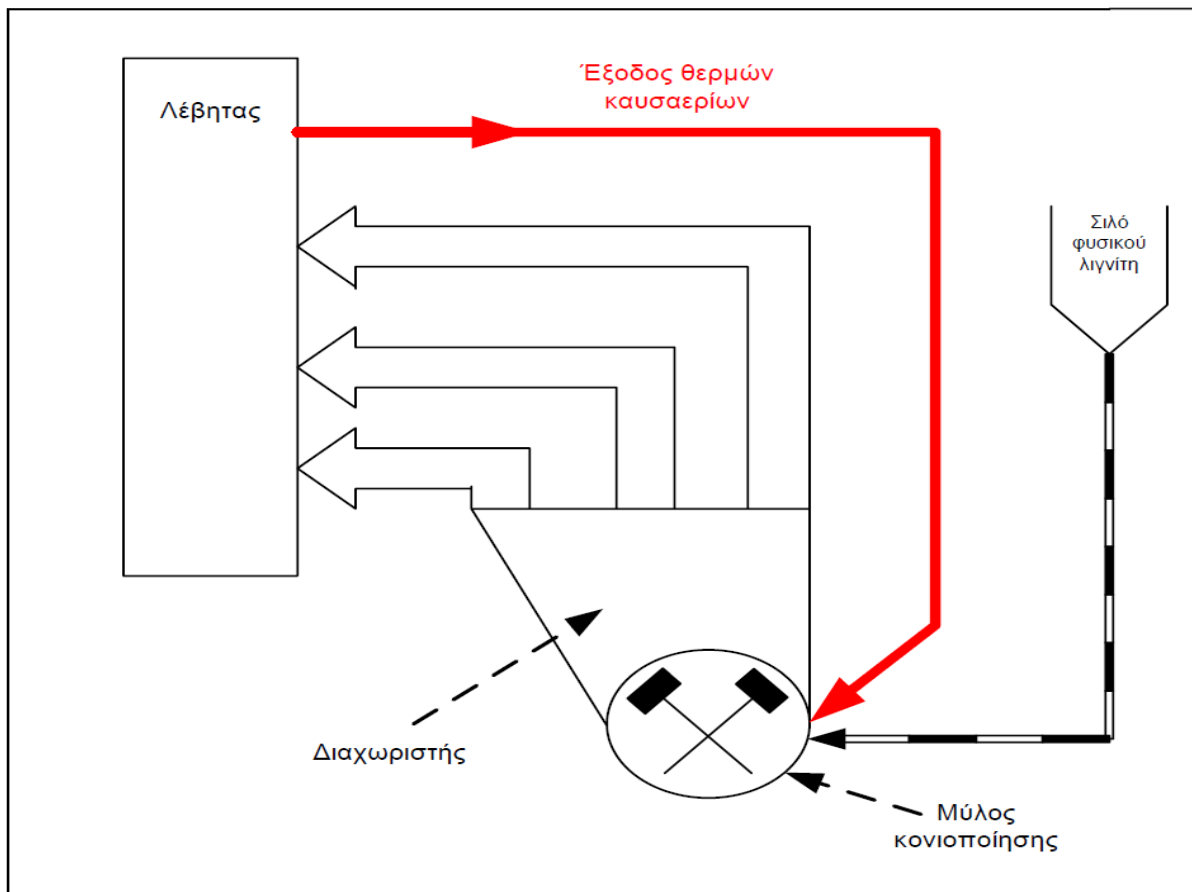 Λέβητας
Έξοδος θερμών
καυσαερίων
Σιλό
φυσικού
λιγνίτη
Διαχωριστής
Μύλος
κονιοποίησης